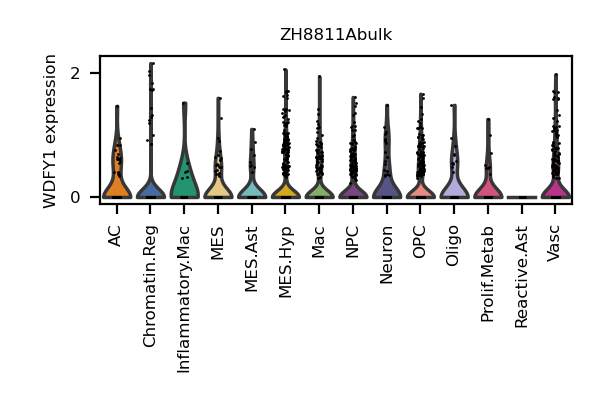 ZH8811Abulk
WDFY1 expression
2
0
AC
Chromatin.Reg
Inflammatory.Mac
MES
MES.Ast
MES.Hyp
Mac
NPC
Neuron
OPC
Oligo
Prolif.Metab
Reactive.Ast
Vasc